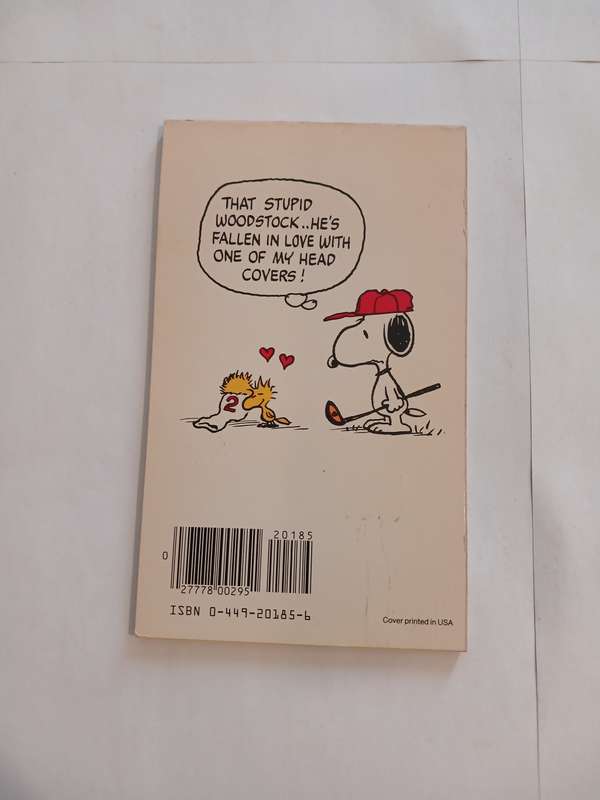 THAT STUPID
WOODSTOCK..HE'S
FALLEN IN LOVE WITH
ONE OF MY HEAD
COVERS!
2
20185
0
27778 00295
ISBN 0-449-20185-6
Cover printed in USA